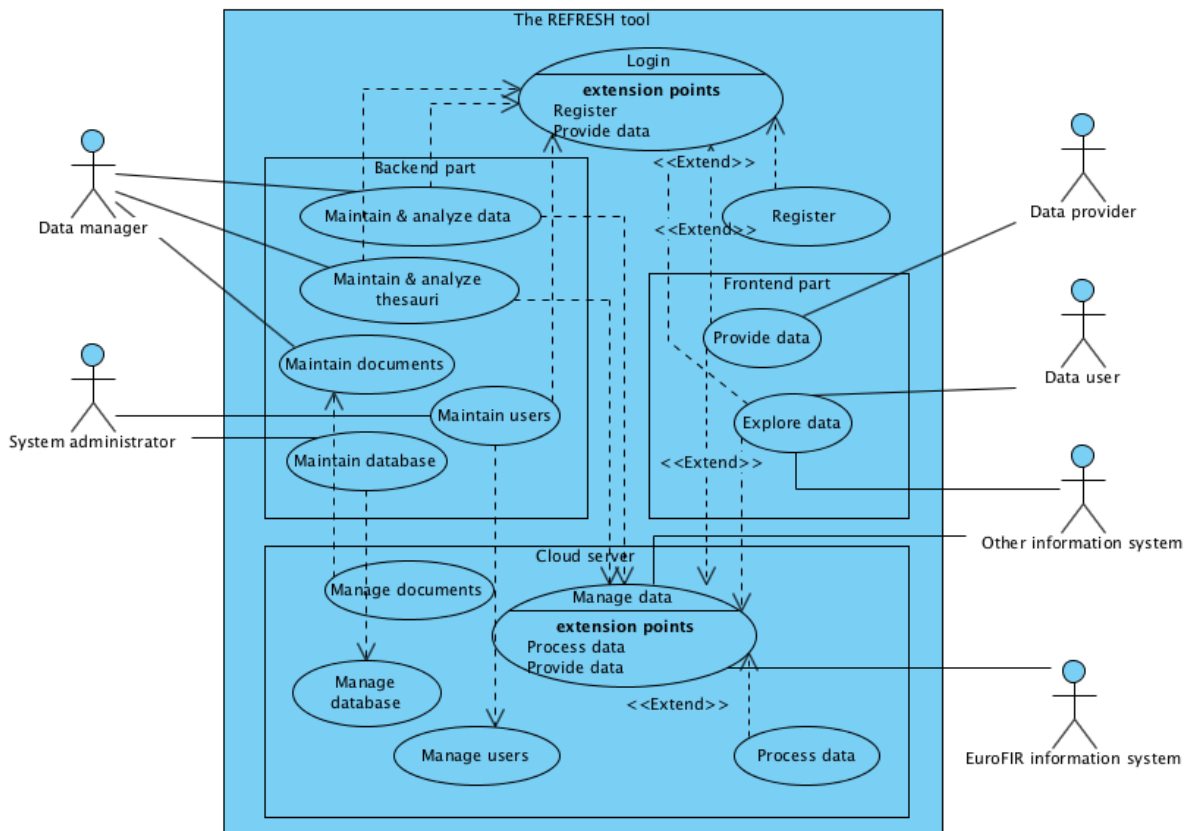 The REFRESH tool
Login
extension points
Register
Provide data
<<Extend>>
Backend part
Data manager
Maintain & analyze data
Register
Data provider
<<Extend>>
Maintain & analyze
thesauri
Frontend part
Provide data
Maintain documents
Data user
Maintain users
Explore data
System administrator
Maintain database
<<Extend>>
Other information system
Cloud server
Manage documents
Manage data
extension points
Process data
Provide data
Manage
database
<<Extend>>
Manage users
Process data
EuroFIR information system